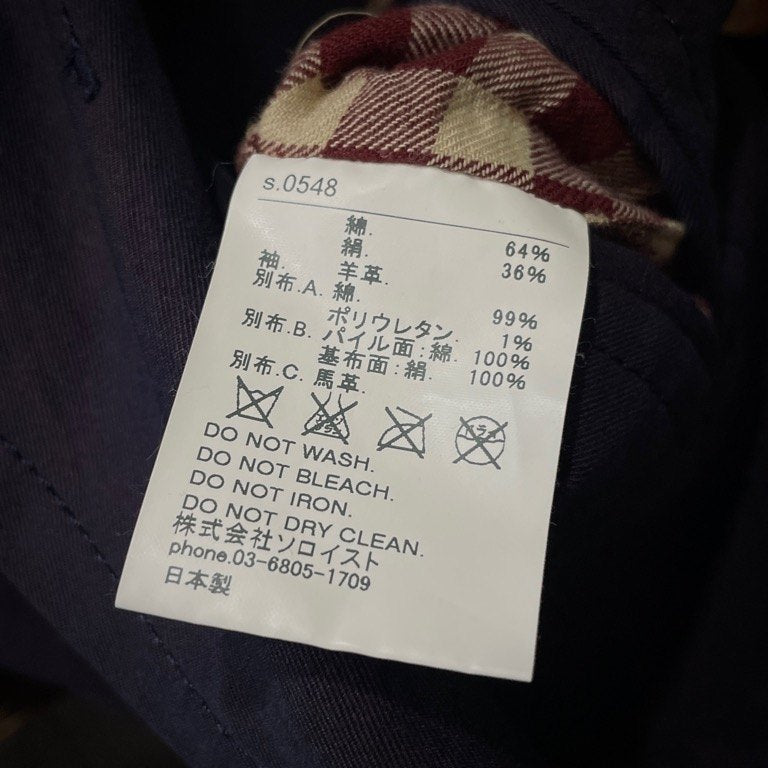 s.0548
綿. 64%
絹. 36%
袖. 羊革.
別布.A. 綿. 99%
ポリウレタン. 1%
別布.B. パイル面:綿. 100%
基布面:絹. 100%
別布.C. 馬革.
DO NOT WASH.
DO NOT BLEACH.
DO NOT IRON.
DO NOT DRY CLEAN.
株式会社ソロイスト
phone.03-6805-1709
日本製